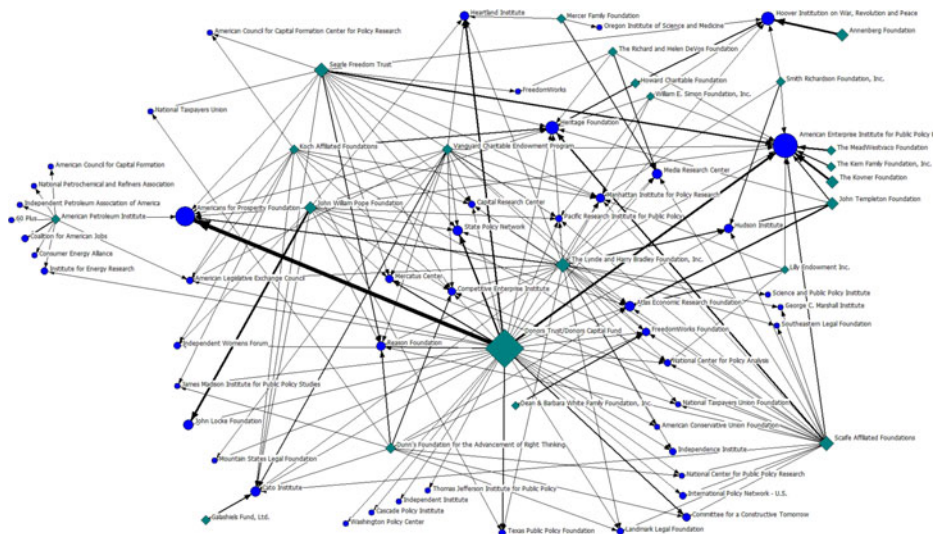 Heartland Institute
Mercer Family Foundation
Hoover Institution on War, Revolution and Peace
Oregon Institute of Science and Medicine
American Council for Capital Formation Center for Policy Research
Annenberg Foundation
The Richard and Helen DeVos Foundation
Searle Freedom Trust
Howard Charitable Foundation
Smith Richardson Foundation, Inc.
FreedomWorks
William E. Simon Foundation, Inc.
National Taxpayers Union
Heritage Foundation
American Enterprise Institute for Public Policy
Koch Affiliated Foundations
Vanguard Charitable Endowment Program
The MeadWestvaco Foundation
American Council for Capital Formation
The Kern Family Foundation, Inc.
Media Research Center
The Kovner Foundation
National Petrochemical and Refiners Association
Manhattan Institute for Policy Research
John Templeton Foundation
Independent Petroleum Association of America
Capital Research Center
John William Pope Foundation
60 Plus
American Petroleum Institute
Americans for Prosperity Foundation
Pacific Research Institute for Public Policy
State Policy Network
Hudson Institute
Coalition for American Jobs
Consumer Energy Alliance
The Lynde and Harry Bradley Foundation, Inc.
Lilly Endowment Inc.
Institute for Energy Research
American Legislative Exchange Council
Mercatus Center
Competitive Enterprise Institute
Science and Public Policy Institute
Atlas Economic Research Foundation
George C. Marshall Institute
Southeastern Legal Foundation
Donors Trust/Donors Capital Fund
FreedomWorks Foundation
Independent Womens Forum
Reason Foundation
National Center for Policy Analysis
James Madison Institute for Public Policy Studies
Dean & Barbara White Family Foundation, Inc.
National Taxpayers Union Foundation
John Locke Foundation
American Conservative Union Foundation
Dunn's Foundation for the Advancement of Right Thinking
Scaife Affiliated Foundations
Independence Institute
Mountain States Legal Foundation
National Center for Public Policy Research
Cato Institute
Thomas Jefferson Institute for Public Policy
International Policy Network - U.S.
Independent Institute
Cascade Policy Institute
Committee for a Constructive Tomorrow
Galashiels Fund, Ltd.
Washington Policy Center
Texas Public Policy Foundation
Landmark Legal Foundation